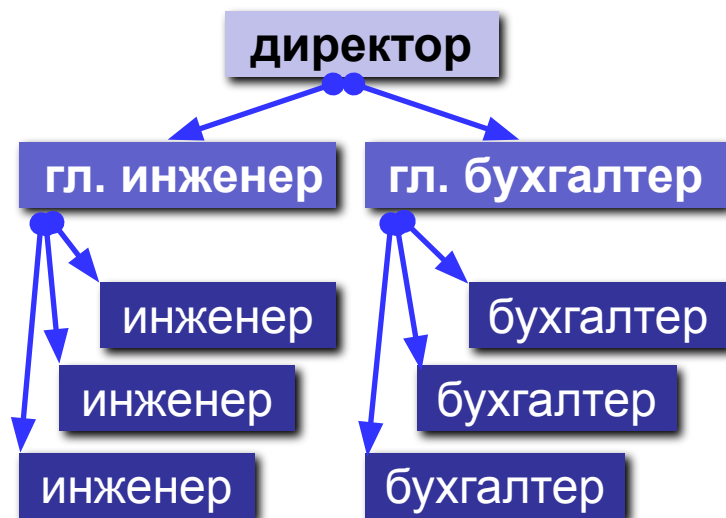 директор
гл. инженер
гл. бухгалтер
инженер
бухгалтер
инженер
бухгалтер
инженер
бухгалтер